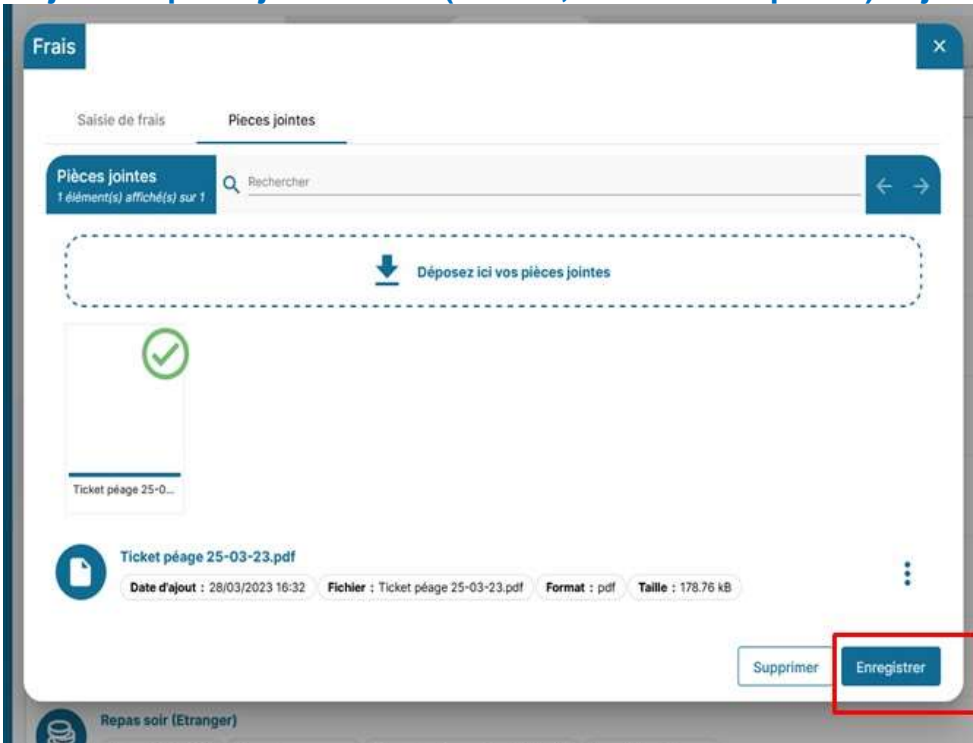 Frais
×
Saisie de frais Pieces jointes
Pièces jointes
1 élément(s) affiché(s) sur 1
Rechercher
Déposez ici vos pièces jointes
Ticket péage 25-0...
Ticket péage 25-03-23.pdf
Date d'ajout : 28/03/2023 16:32 Fichier : Ticket péage 25-03-23.pdf Format : pdf Taille : 178.76 kB
Supprimer Enregistrer
Repas soir (Etranger)